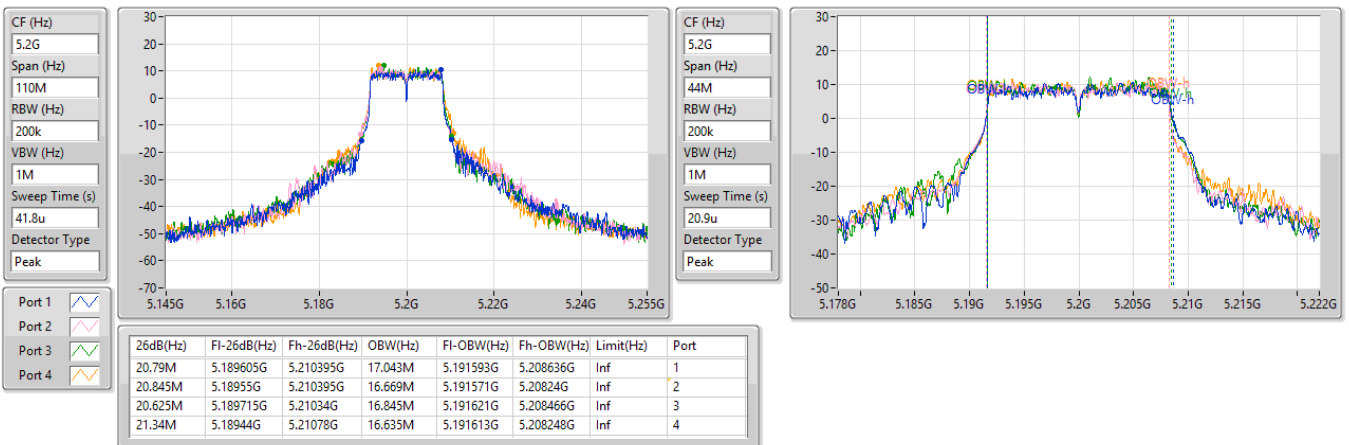 CF (Hz)
5.2G
Span (Hz)
110M
RBW (Hz)
200k
VBW (Hz)
1M
Sweep Time (s)
41.8u
Detector Type
Peak
30-
20-
10-
0-
-10-
-20-
-30-
-40-
-50-
-60-
-70-
5.145G 5.16G 5.18G 5.2G 5.22G 5.24G 5.255G
CF (Hz)
5.2G
Span (Hz)
44M
RBW (Hz)
200k
VBW (Hz)
1M
Sweep Time (s)
20.9u
Detector Type
Peak
30-
20-
10-
0-
-10-
-20-
-30-
-40-
-50-
OBW-h
OBW-h
5.178G 5.185G 5.19G 5.195G 5.2G 5.205G 5.21G 5.215G 5.222G
Port 1
Port 2
Port 3
Port 4
26dB(Hz) Fl-26dB(Hz) Fh-26dB(Hz) OBW(Hz) Fl-OBW(Hz) Fh-OBW(Hz) Limit(Hz) Port
20.79M 5.189605G 5.210395G 17.043M 5.191593G 5.208636G Inf 1
20.845M 5.18955G 5.210395G 16.669M 5.191571G 5.20824G Inf 2
20.625M 5.189715G 5.21034G 16.845M 5.191621G 5.208466G Inf 3
21.34M 5.18944G 5.21078G 16.635M 5.191613G 5.208248G Inf 4